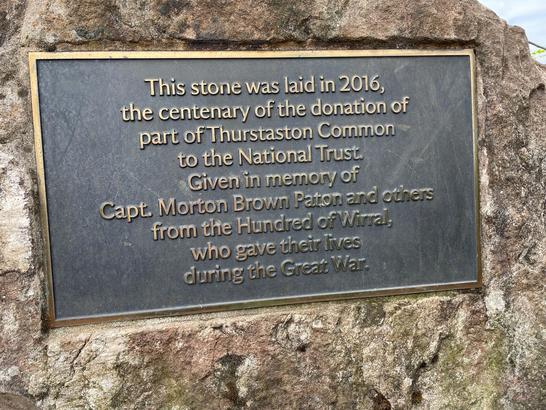 This stone was laid in 2016,
the centenary of the donation of
part of Thurstaston Common
to the National Trust.
Given in memory of
Capt. Morton Brown Paton and others
from the Hundred of Wirral,
who gave their lives
during the Great War.